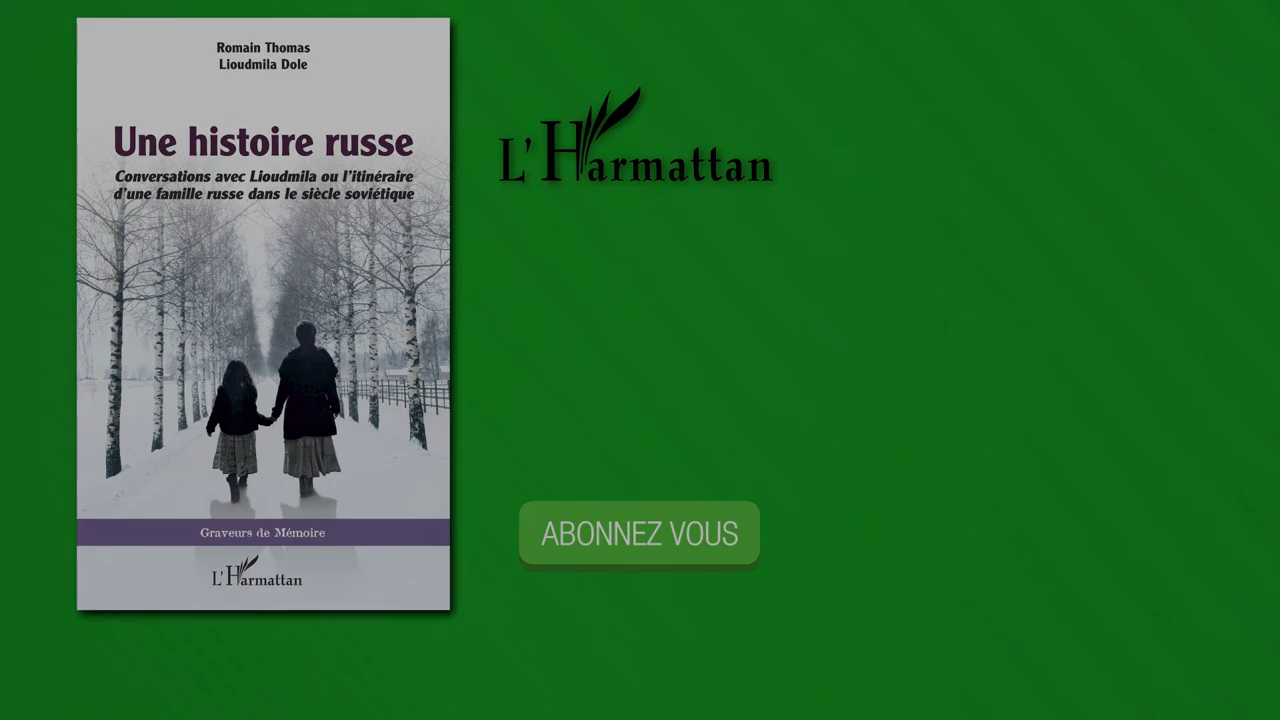 Romain Thomas
Lioudmila Dole
Une histoire russe
Conversations avec Lioudmila ou l'itinéraire
d'une famille russe dans le siècle soviétique
Graveurs de Mémoire
L'Harmattan
L'Harmattan
ABONNEZ VOUS